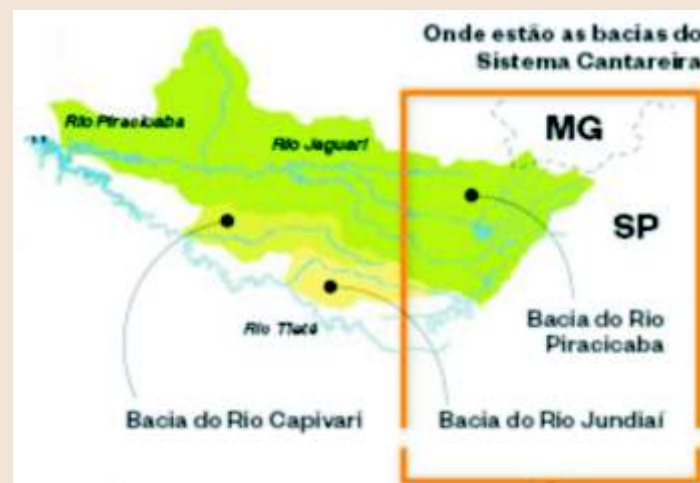 Onde estão as bacias do
Sistema Cantareira
MG
Rio Piracicaba
Rio Jaguari
SP
Bacia do Rio
Piracicaba
Rio Tietê
Bacia do Rio Capivari
Bacia do Rio Jundiaí